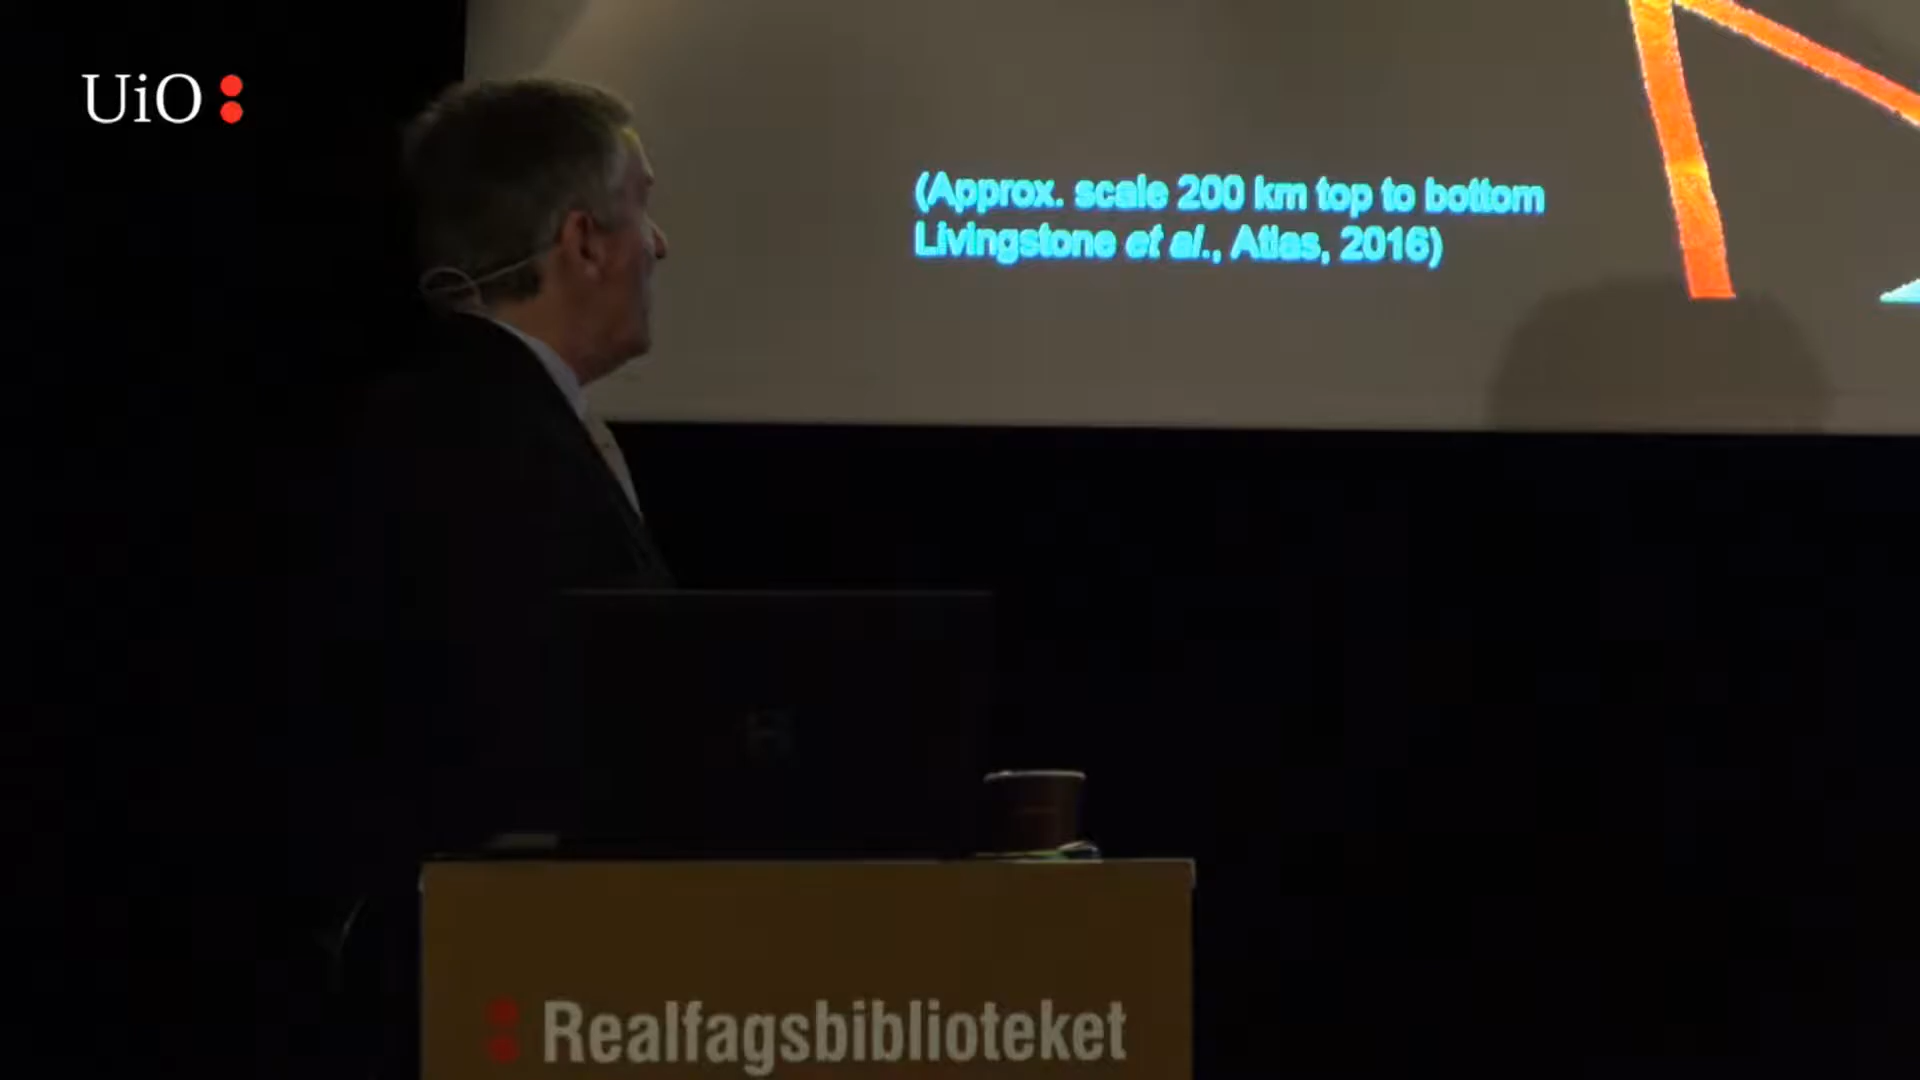 UiO
(Approx. scale 200 km top to bottom
Livingstone et al., Atlas, 2016)
Realfagsbiblioteket